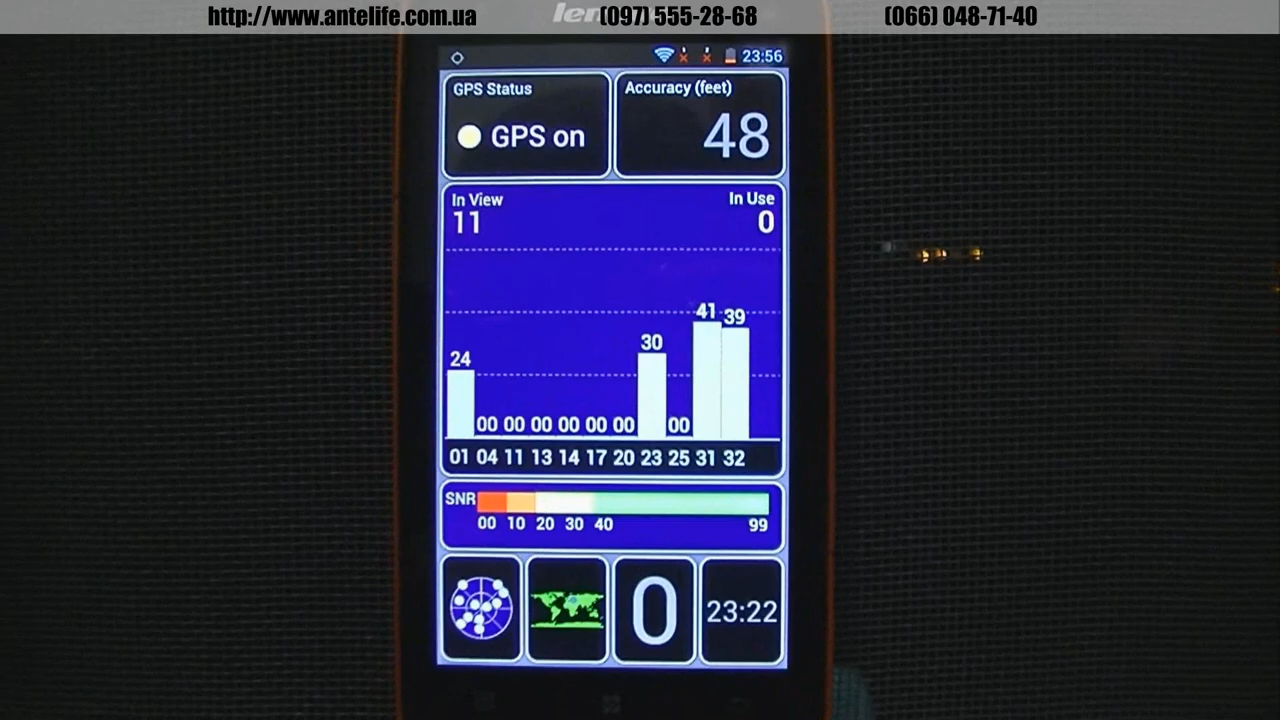 http://www.antelife.com.ua (097) 555-28-68 (066) 048-71-40
23:56
GPS Status
GPS on
Accuracy (feet)
48
In View
11
In Use
0
24 00 00 00 00 00 00 30 00 41 39
01 04 11 13 14 17 20 23 25 31 32
SNR
00 10 20 30 40 99
0
23:22